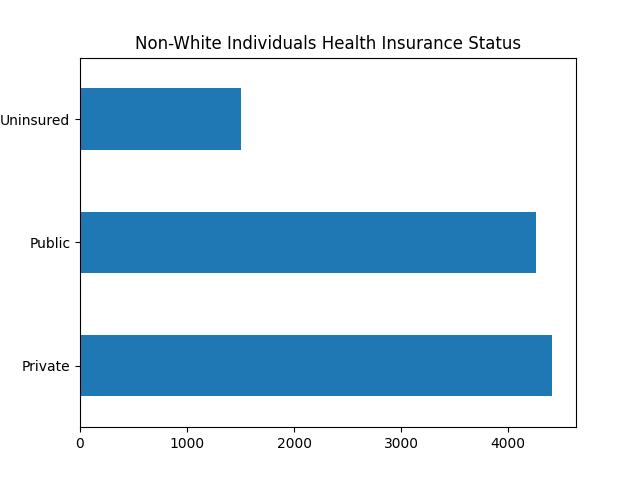 Non-White Individuals Health Insurance Status
Uninsured
Public
Private
0 1000 2000 3000 4000